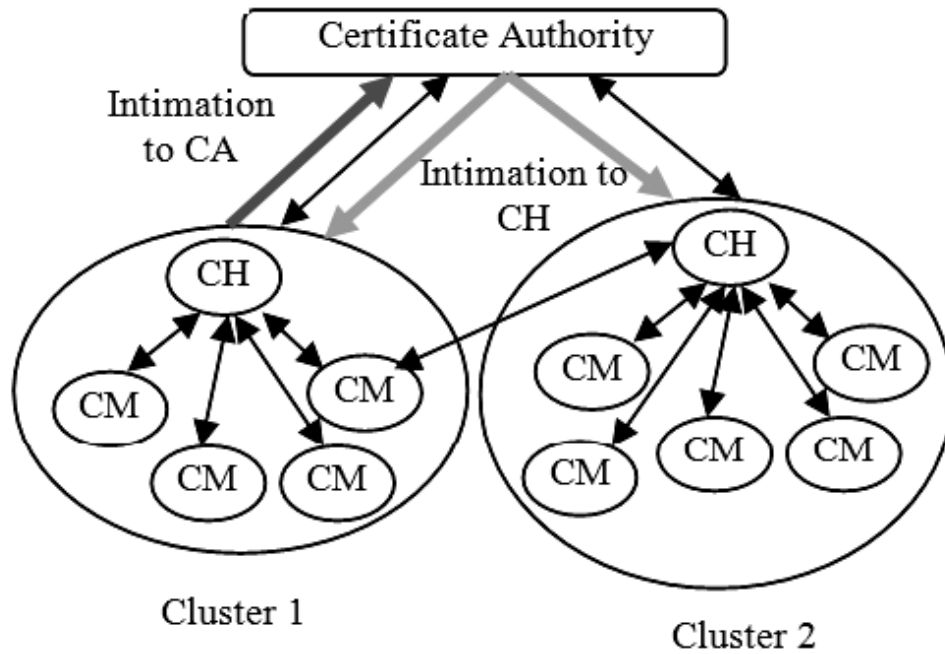 Certificate Authority
Intimation
to CA
Intimation to
CH
CH
CM
CM
CM
CM
CH
CM
CM
CM
CM
CM
Cluster 1
Cluster 2